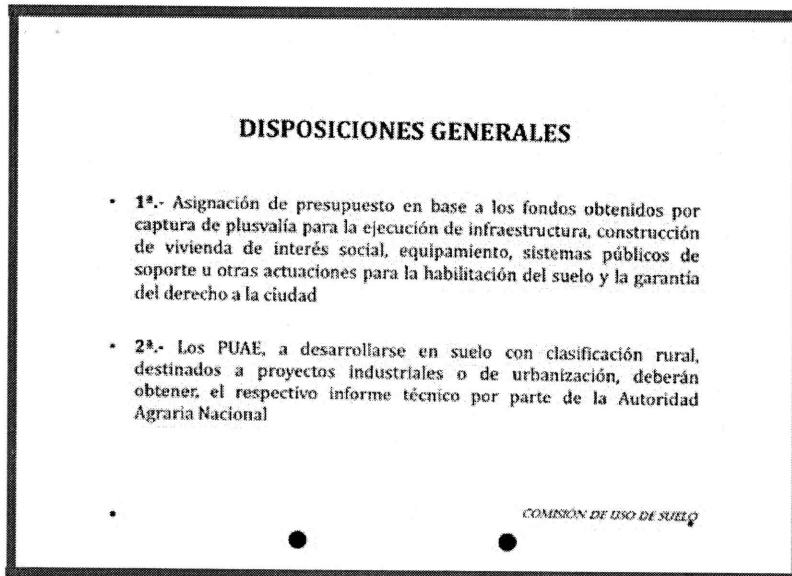 DISPOSICIONES GENERALES
• 1ª.- Asignación de presupuesto en base a los fondos obtenidos por
captura de plusvalía para la ejecución de infraestructura, construcción
de vivienda de interés social, equipamiento, sistemas públicos de
soporte u otras actuaciones para la habilitación del suelo y la garantía
del derecho a la ciudad
• 2ª.- Los PUAE, a desarrollarse en suelo con clasificación rural,
destinados a proyectos industriales o de urbanización, deberán
obtener, el respectivo informe técnico por parte de la Autoridad
Agraria Nacional
COMISIÓN DE USO DE SUELO